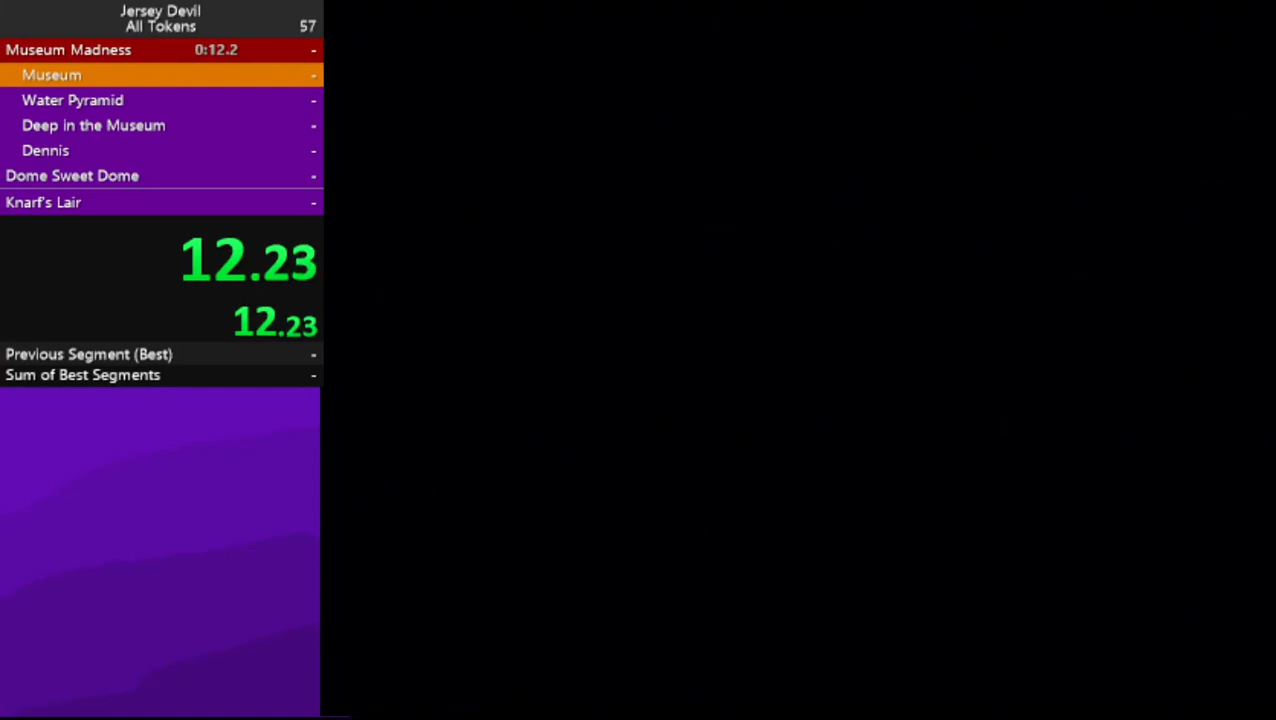 Jersey Devil
All Tokens 57
Museum Madness 0:12.2 -
Museum -
Water Pyramid -
Deep in the Museum -
Dennis -
Dome Sweet Dome -
Knarf's Lair -
12.23
12.23
Previous Segment (Best) -
Sum of Best Segments -